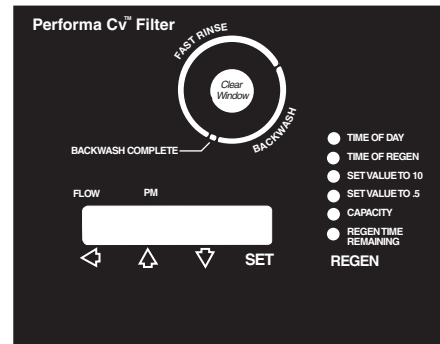 Performa Cv™ Filter
FAST RINSE
Clear
Window
BACKWASH
BACKWASH COMPLETE
TIME OF DAY
TIME OF REGEN
SET VALUE TO 10
SET VALUE TO .5
CAPACITY
REGEN TIME
REMAINING
FLOW PM
SET REGEN